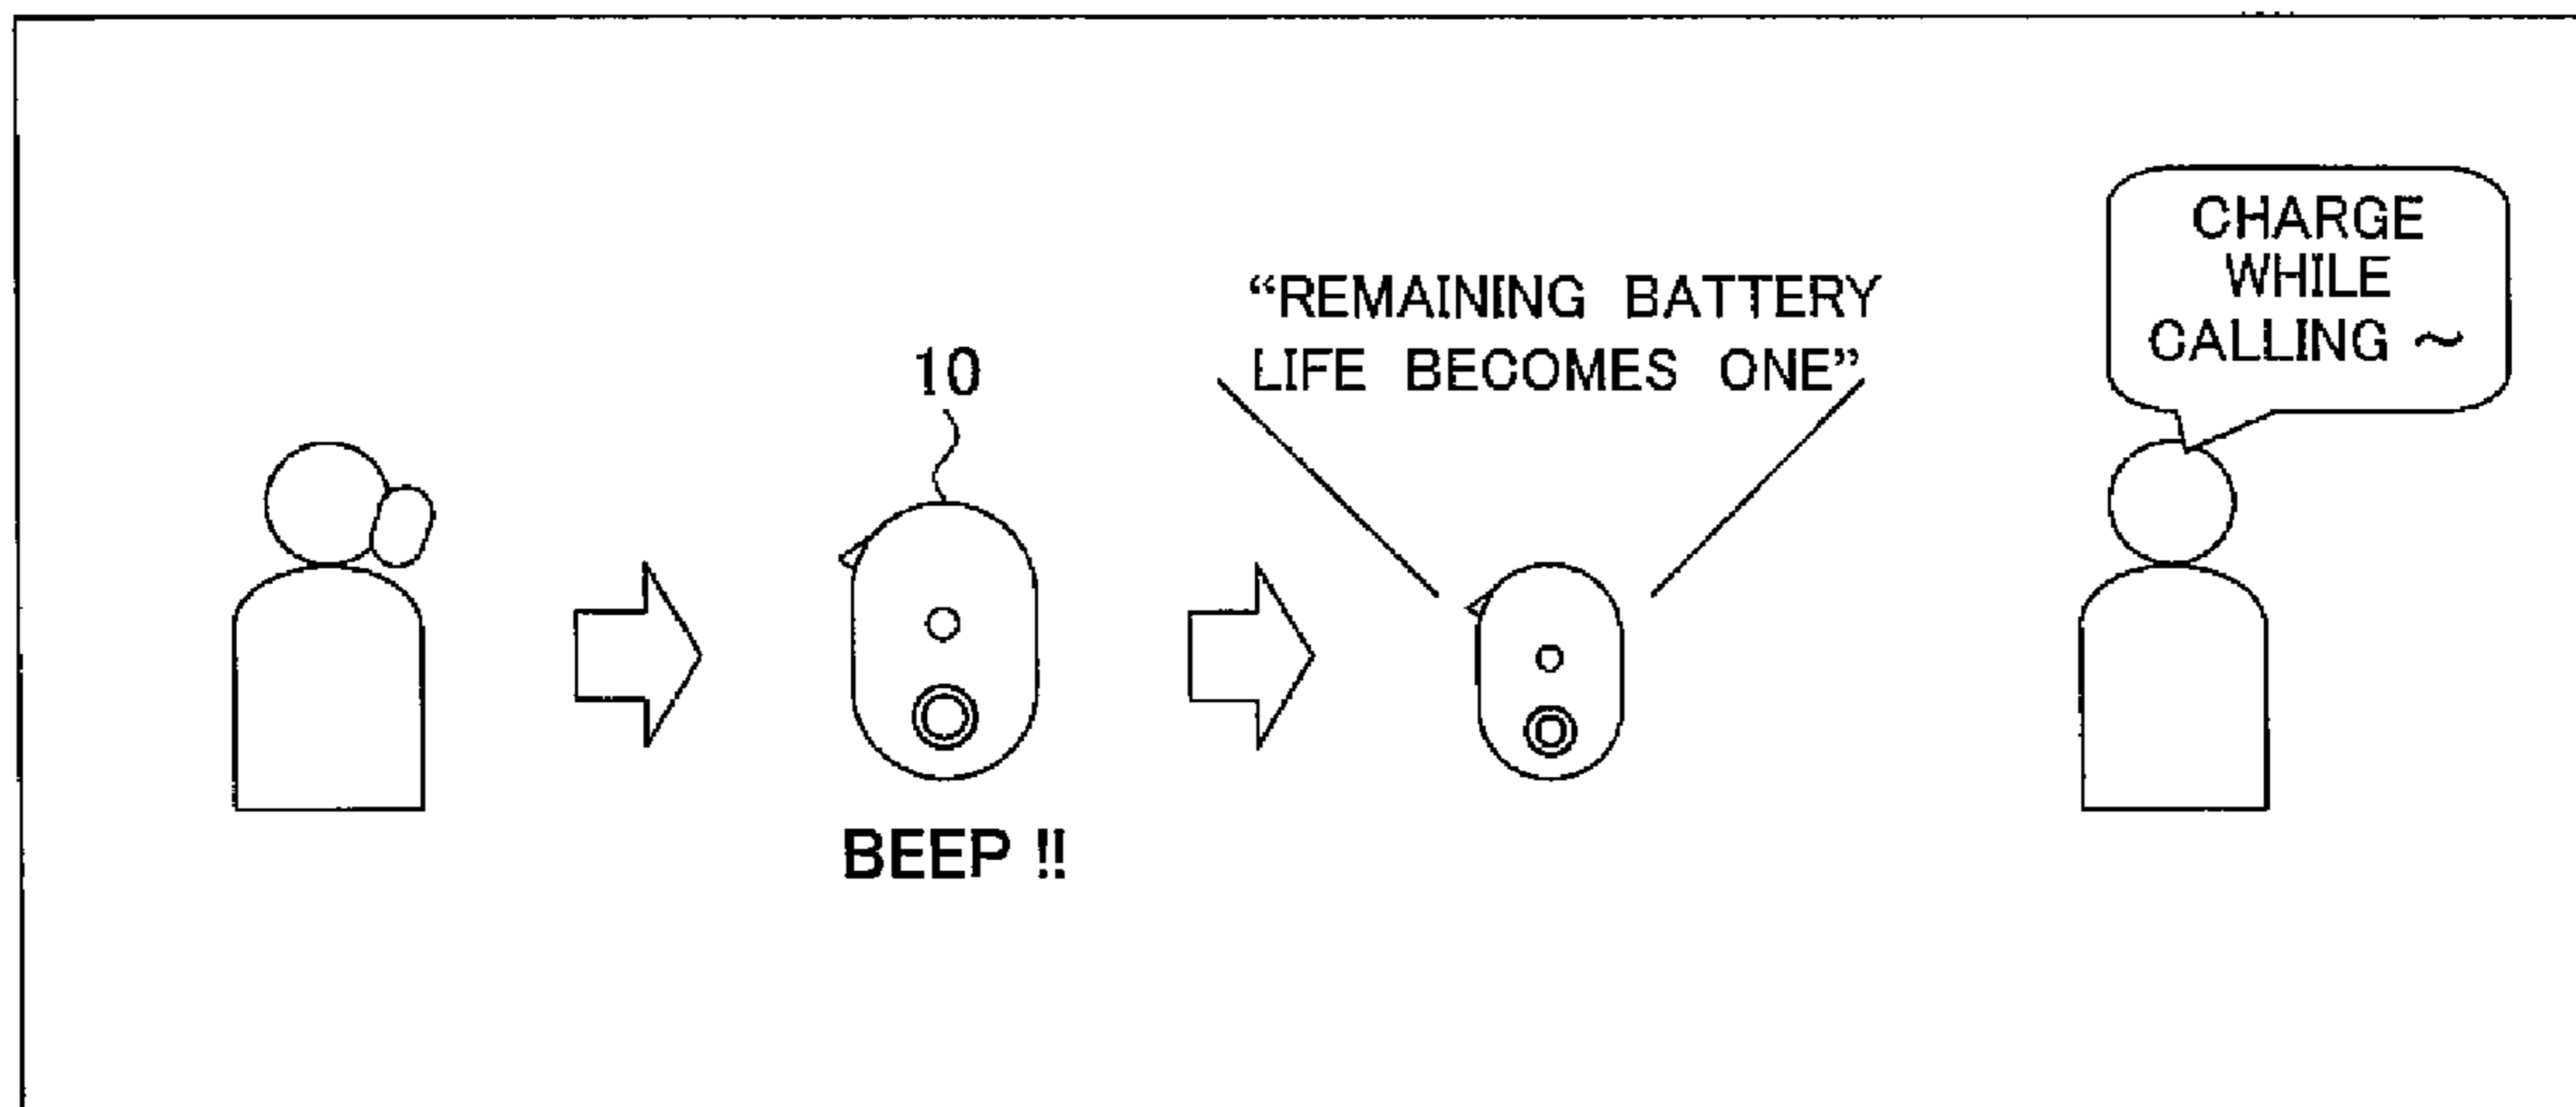 CHARGE
WHILE
CALLING ~
“REMAINING BATTERY
LIFE BECOMES ONE”
10
BEEP !!